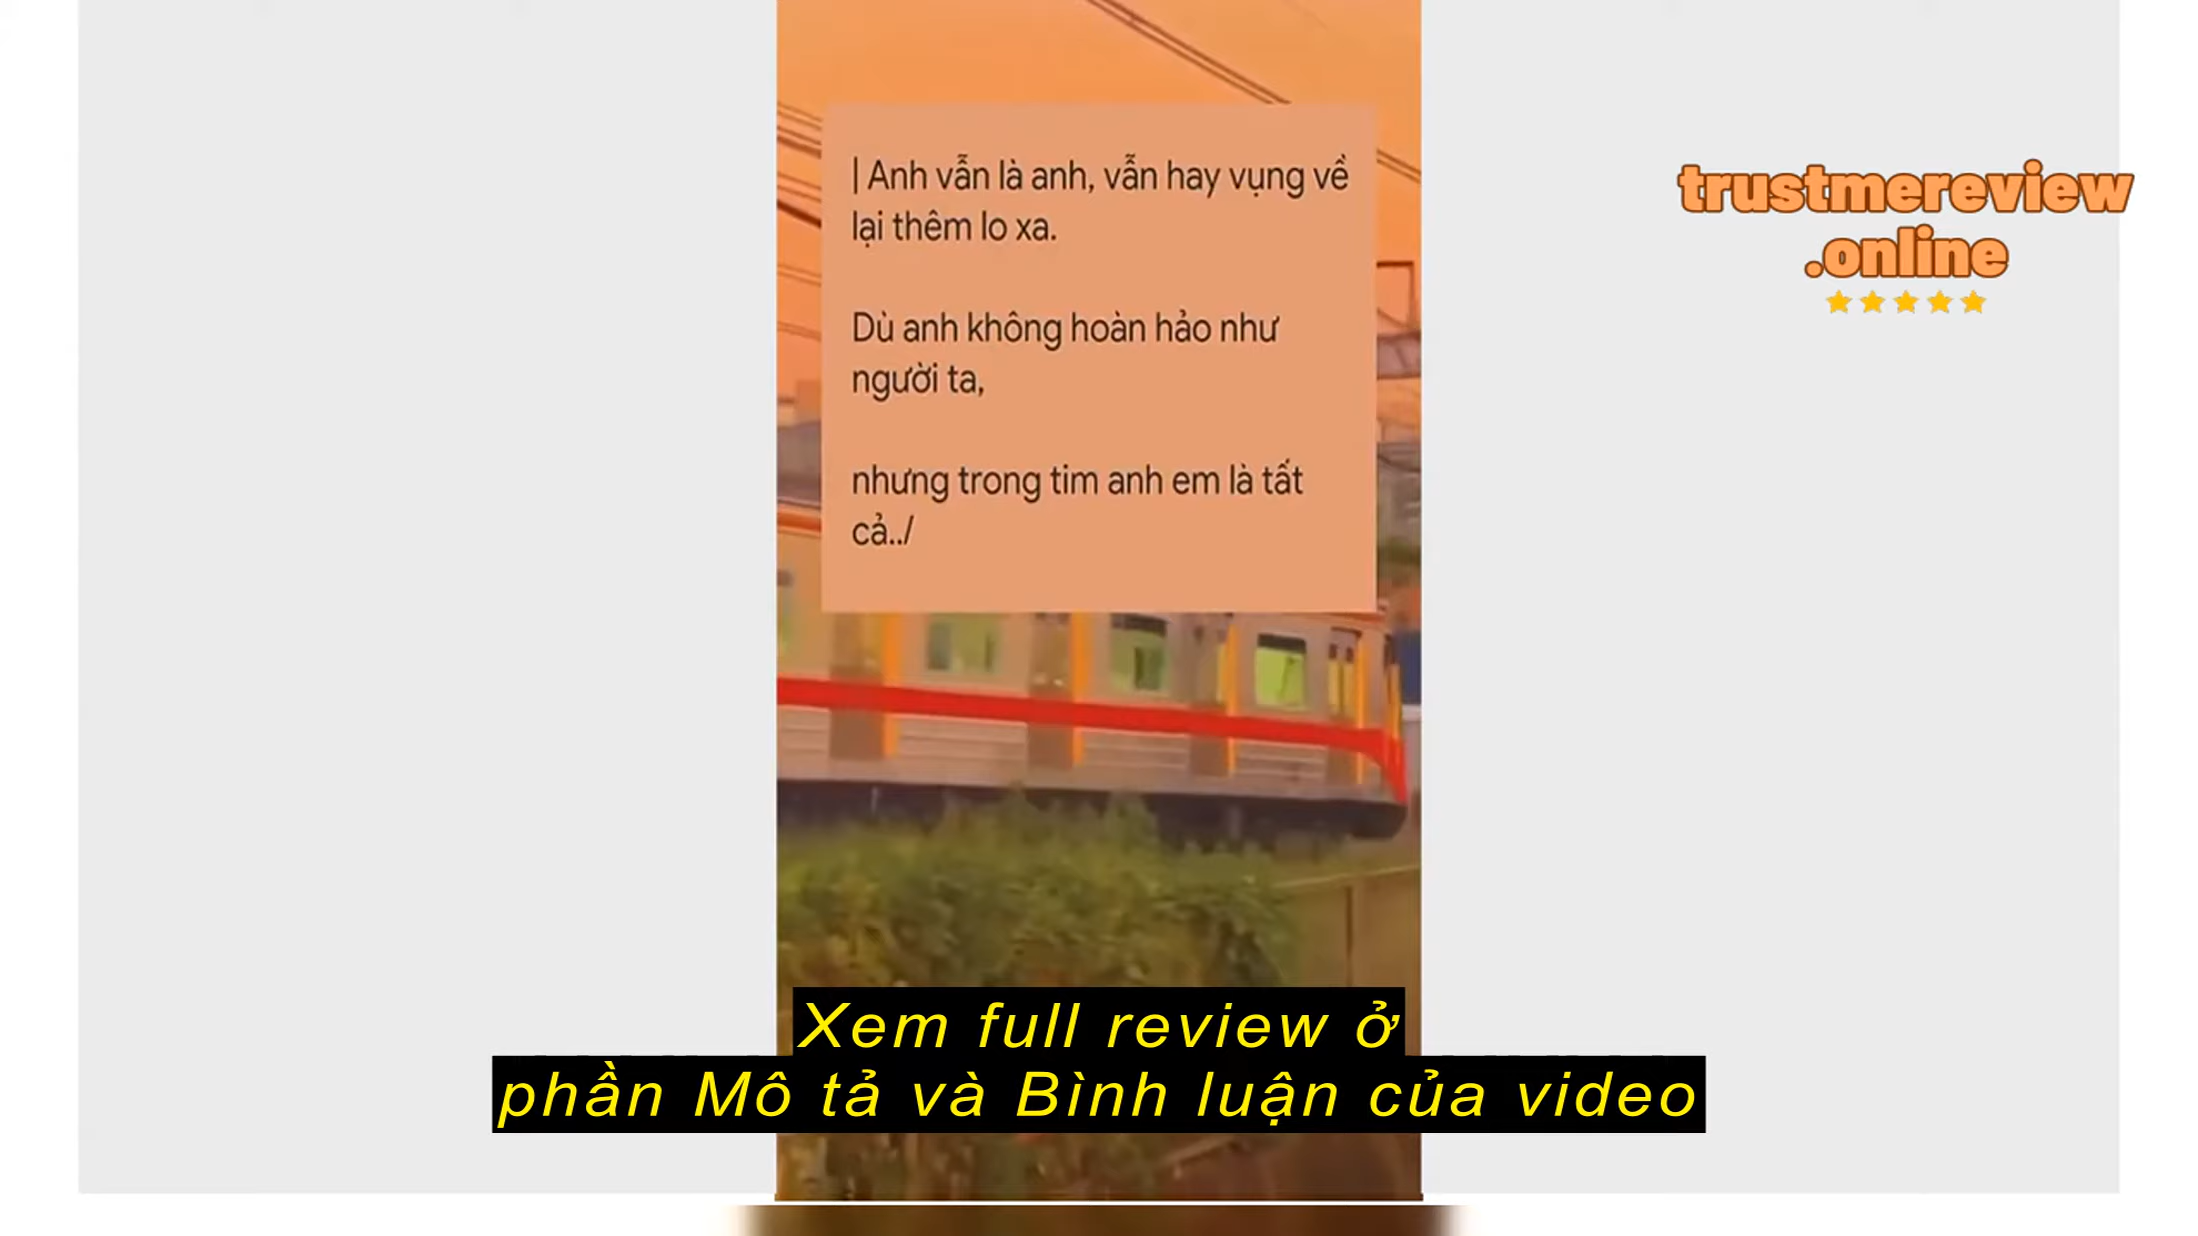 | Anh vẫn là anh, vẫn hay vụng về
lại thêm lo xa.
Dù anh không hoàn hảo như
người ta,
nhưng trong tim anh em là tất
cả../
trustmereview
.online
Xem full review ở
phần Mô tả và Bình luận của video